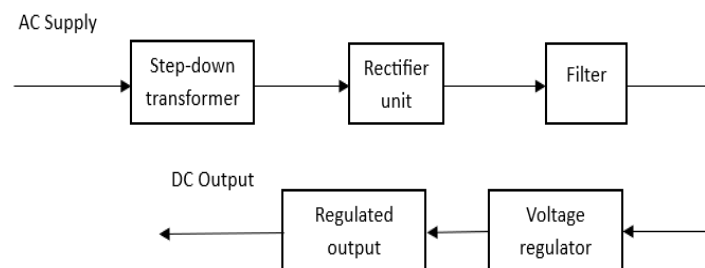 AC Supply
Step-down
transformer
Rectifier
unit
Filter
DC Output
Regulated
output
Voltage
regulator